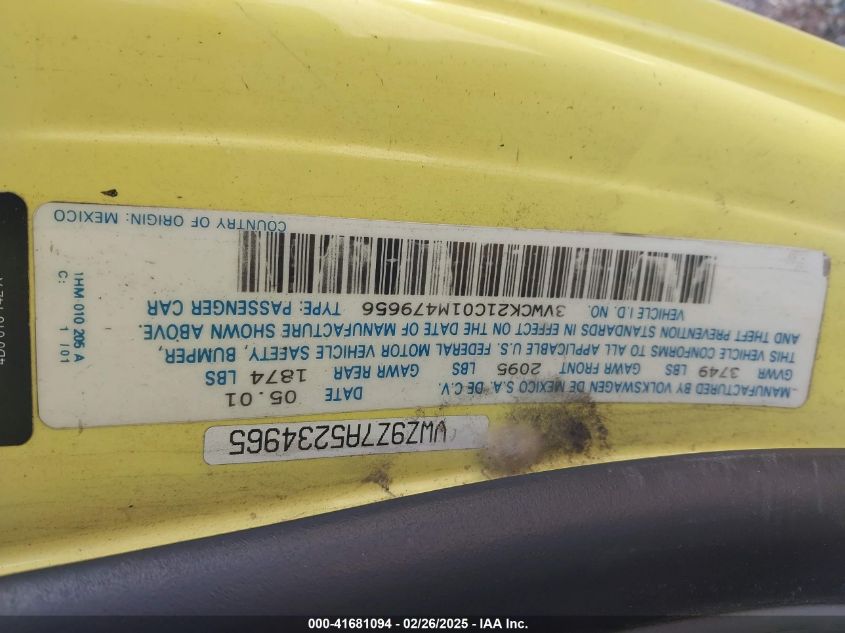 VWZ9Z7A5234965
MANUFACTURED BY VOLKSWAGEN DE MEXICO S.A. DE C.V. DATE
GVWR 3749 LBS GAWR FRONT 2095 LBS GAWR REAR 1874 LBS 05.01
THIS VEHICLE CONFORMS TO ALL APPLICABLE U.S. FEDERAL MOTOR VEHICLE SAFETY, BUMPER,
AND THEFT PREVENTION STANDARDS IN EFFECT ON THE DATE OF MANUFACTURE SHOWN ABOVE.
VEHICLE I.D. NO. 3VWCK21C01M479656 TYPE: PASSENGER CAR
COUNTRY OF ORIGIN: MEXICO
1HM 010 205 A
C: 1 / 01
000-41681094 - 02/26/2025 - IAA Inc.